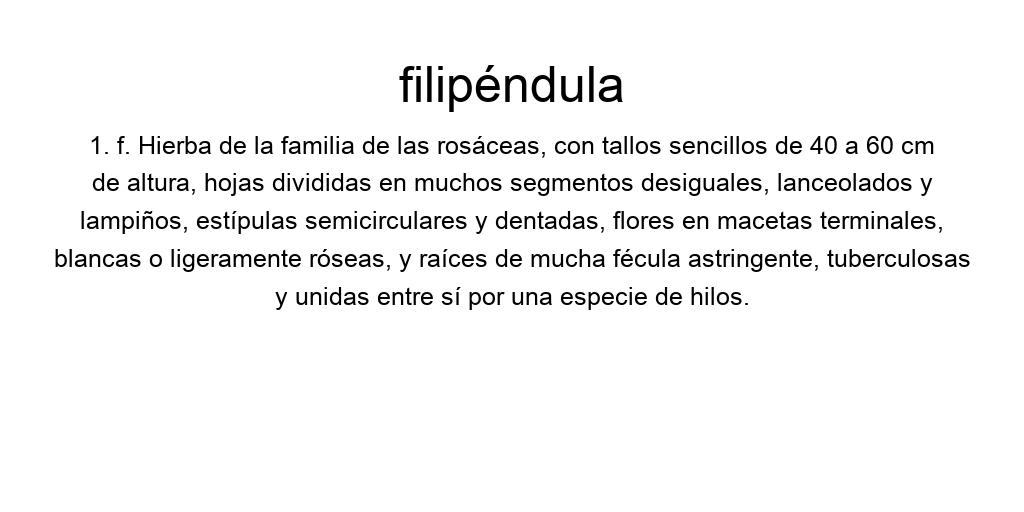 filipéndula
1. f. Hierba de la familia de las rosáceas, con tallos sencillos de 40 a 60 cm
de altura, hojas divididas en muchos segmentos desiguales, lanceolados y
lampiños, estípulas semicirculares y dentadas, flores en macetas terminales,
blancas o ligeramente róseas, y raíces de mucha fécula astringente, tuberculosas
y unidas entre sí por una especie de hilos.